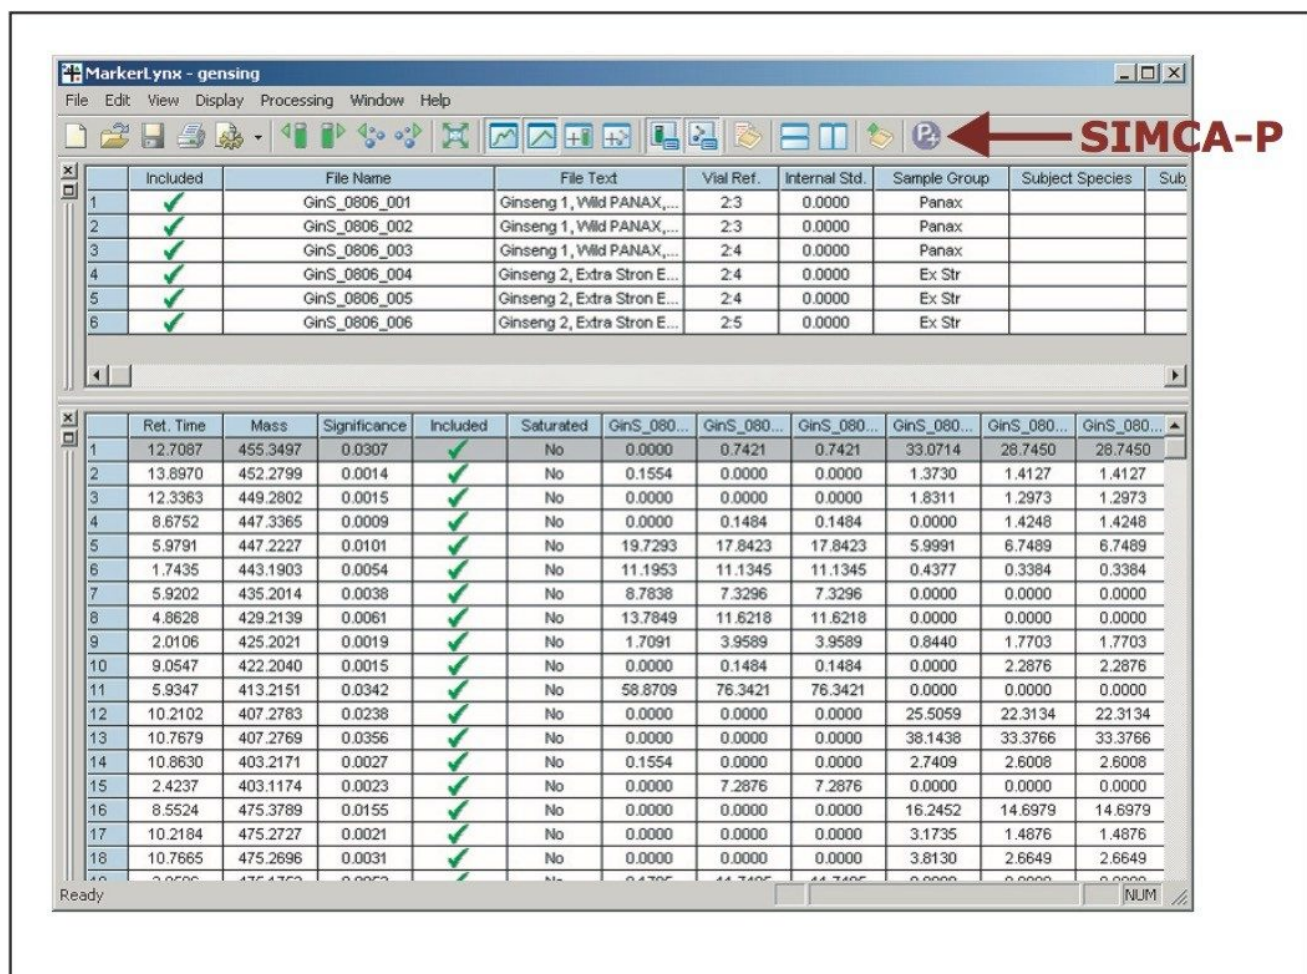 MarkerLynx - gensing
File Edit View Display Processing Window Help
SIMCA-P
Included File Name File Text Vial Ref. Internal Std. Sample Group Subject Species Sub
1 GinS_0806_001 Ginseng 1, Wild PANAX,... 2:3 0.0000 Panax
2 GinS_0806_002 Ginseng 1, Wild PANAX,... 2:3 0.0000 Panax
3 GinS_0806_003 Ginseng 1, Wild PANAX,... 2:4 0.0000 Panax
4 GinS_0806_004 Ginseng 2, Extra Stron E... 2:4 0.0000 Ex Str
5 GinS_0806_005 Ginseng 2, Extra Stron E... 2:4 0.0000 Ex Str
6 GinS_0806_006 Ginseng 2, Extra Stron E... 2:5 0.0000 Ex Str
Ret. Time Mass Significance Included Saturated GinS_080... GinS_080... GinS_080... GinS_080... GinS_080... GinS_080...
1 12.7087 455.3497 0.0307 No 0.0000 0.7421 0.7421 33.0714 28.7450 28.7450
2 13.8970 452.2799 0.0014 No 0.1554 0.0000 0.0000 1.3730 1.4127 1.4127
3 12.3363 449.2802 0.0015 No 0.0000 0.0000 0.0000 1.8311 1.2973 1.2973
4 8.6752 447.3365 0.0009 No 0.0000 0.1484 0.1484 0.0000 1.4248 1.4248
5 5.9791 447.2227 0.0101 No 19.7293 17.8423 17.8423 5.9991 6.7489 6.7489
6 1.7435 443.1903 0.0054 No 11.1953 11.1345 11.1345 0.4377 0.3384 0.3384
7 5.9202 435.2014 0.0038 No 8.7838 7.3296 7.3296 0.0000 0.0000 0.0000
8 4.8628 429.2139 0.0061 No 13.7849 11.6218 11.6218 0.0000 0.0000 0.0000
9 2.0106 425.2021 0.0019 No 1.7091 3.9589 3.9589 0.8440 1.7703 1.7703
10 9.0547 422.2040 0.0015 No 0.0000 0.1484 0.1484 0.0000 2.2876 2.2876
11 5.9347 413.2151 0.0342 No 58.8709 76.3421 76.3421 0.0000 0.0000 0.0000
12 10.2102 407.2783 0.0238 No 0.0000 0.0000 0.0000 25.5059 22.3134 22.3134
13 10.7679 407.2769 0.0356 No 0.0000 0.0000 0.0000 38.1438 33.3766 33.3766
14 10.8630 403.2171 0.0027 No 0.1554 0.0000 0.0000 2.7409 2.6008 2.6008
15 2.4237 403.1174 0.0023 No 0.0000 7.2876 7.2876 0.0000 0.0000 0.0000
16 8.5524 475.3789 0.0155 No 0.0000 0.0000 0.0000 16.2452 14.6979 14.6979
17 10.2184 475.2727 0.0021 No 0.0000 0.0000 0.0000 3.1735 1.4876 1.4876
18 10.7665 475.2696 0.0031 No 0.0000 0.0000 0.0000 3.8130 2.6649 2.6649
Ready NUM